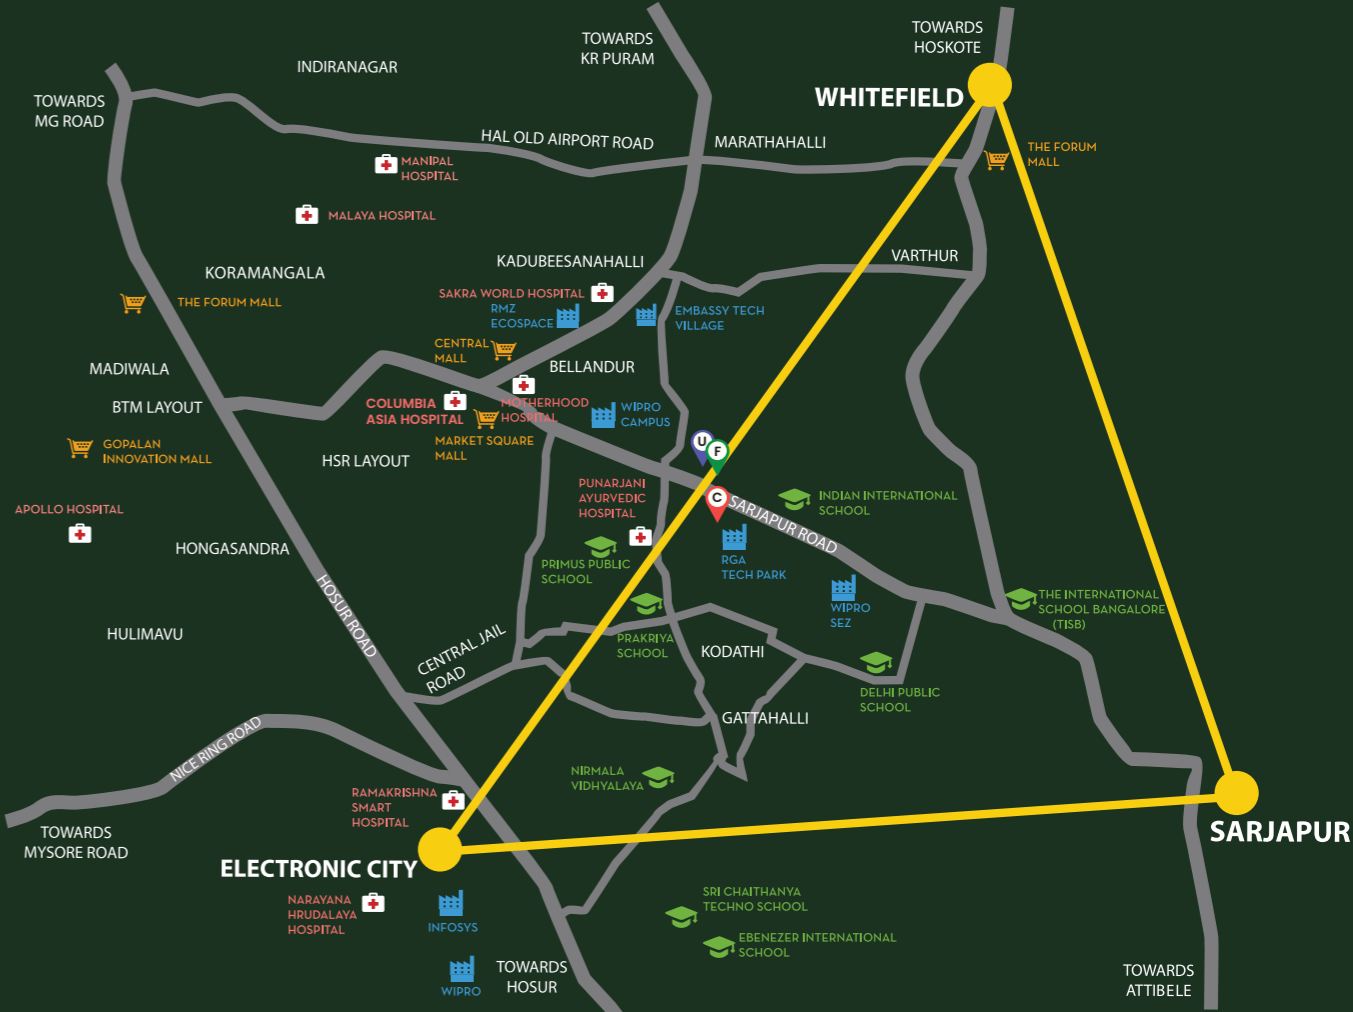 TOWARDS
HOSKOTE
TOWARDS
KR PURAM
INDIRANAGAR
WHITEFIELD
TOWARDS
MG ROAD
HAL OLD AIRPORT ROAD
MARATHAHALLI
THE FORUM
MALL
MANIPAL
HOSPITAL
MALAYA HOSPITAL
VARTHUR
KADUBEESANAHALLI
KORAMANGALA
SAKRA WORLD HOSPITAL
THE FORUM MALL
RMZ
ECOSPACE
EMBASSY TECH
VILLAGE
CENTRAL
MALL
BELLANDUR
MADIWALA
BTM LAYOUT
COLUMBIA
ASIA HOSPITAL
MOTHERHOOD
HOSPITAL
WIPRO
CAMPUS
MARKET SQUARE
MALL
U
F
GOPALAN
INNOVATION MALL
HSR LAYOUT
PUNARJANI
AYURVEDIC
HOSPITAL
C
SARJAPUR ROAD
INDIAN INTERNATIONAL
SCHOOL
APOLLO HOSPITAL
HONGASANDRA
PRIMUS PUBLIC
SCHOOL
RGA
TECH PARK
HOSUR ROAD
WIPRO
SEZ
THE INTERNATIONAL
SCHOOL BANGALORE
(TISB)
HULIMAVU
CENTRAL JAIL
ROAD
PRAKRIYA
SCHOOL
KODATHI
DELHI PUBLIC
SCHOOL
GATTAHALLI
NICE RING ROAD
NIRMALA
VIDHYALAYA
RAMAKRISHNA
SMART
HOSPITAL
TOWARDS
MYSORE ROAD
SARJAPUR
ELECTRONIC CITY
NARAYANA
HRUDALAYA
HOSPITAL
INFOSYS
SRI CHAITHANYA
TECHNO SCHOOL
EBENEZER INTERNATIONAL
SCHOOL
WIPRO
TOWARDS
HOSUR
TOWARDS
ATTIBELE